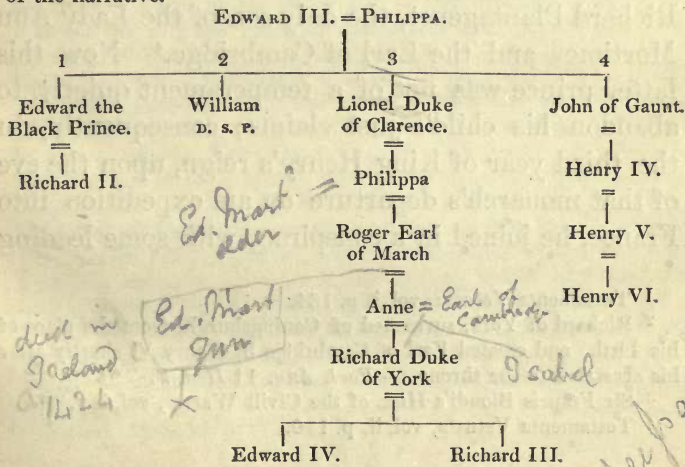 of the narrative.
EDWARD III. = PHILIPPA.
1 2 3 4
Edward the Black Prince.
William D. S. P.
Lionel Duke of Clarence.
John of Gaunt.
=
Richard II.
=
Philippa
=
Henry IV.
Ed. Mort =
older
=
Roger Earl of March
=
Henry V.
=
Anne = Earl of Cambridge
=
Henry VI.
died in
Ireland
1424
Ed. Mort
jun
X
=
Richard Duke of York
Isabel
=
Edward IV. Richard III.